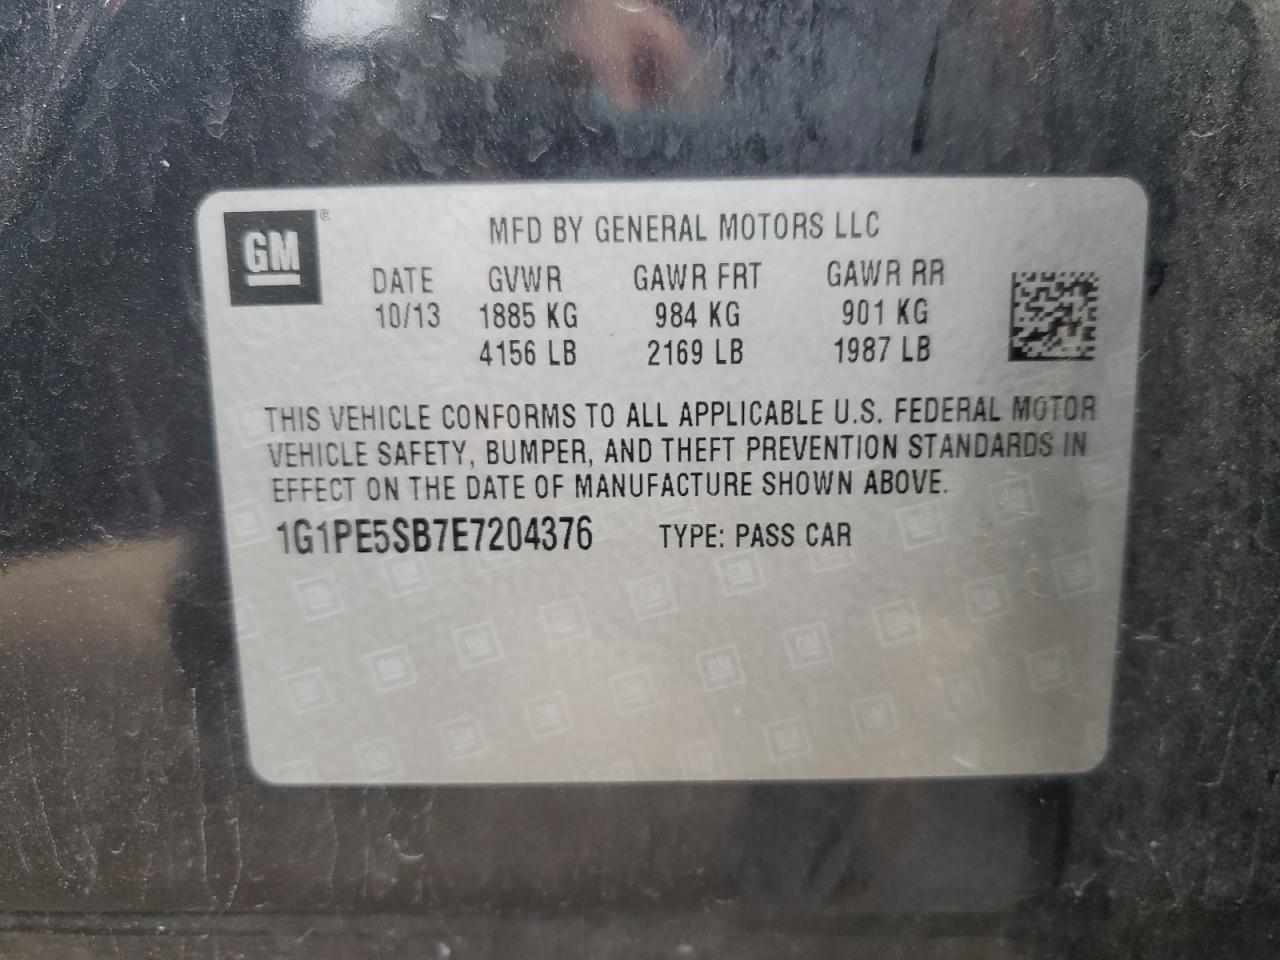 GM ®
MFD BY GENERAL MOTORS LLC
DATE GVWR GAWR FRT GAWR RR
10/13 1885 KG 984 KG 901 KG
4156 LB 2169 LB 1987 LB
THIS VEHICLE CONFORMS TO ALL APPLICABLE U.S. FEDERAL MOTOR
VEHICLE SAFETY, BUMPER, AND THEFT PREVENTION STANDARDS IN
EFFECT ON THE DATE OF MANUFACTURE SHOWN ABOVE.
1G1PE5SB7E7204376 TYPE: PASS CAR